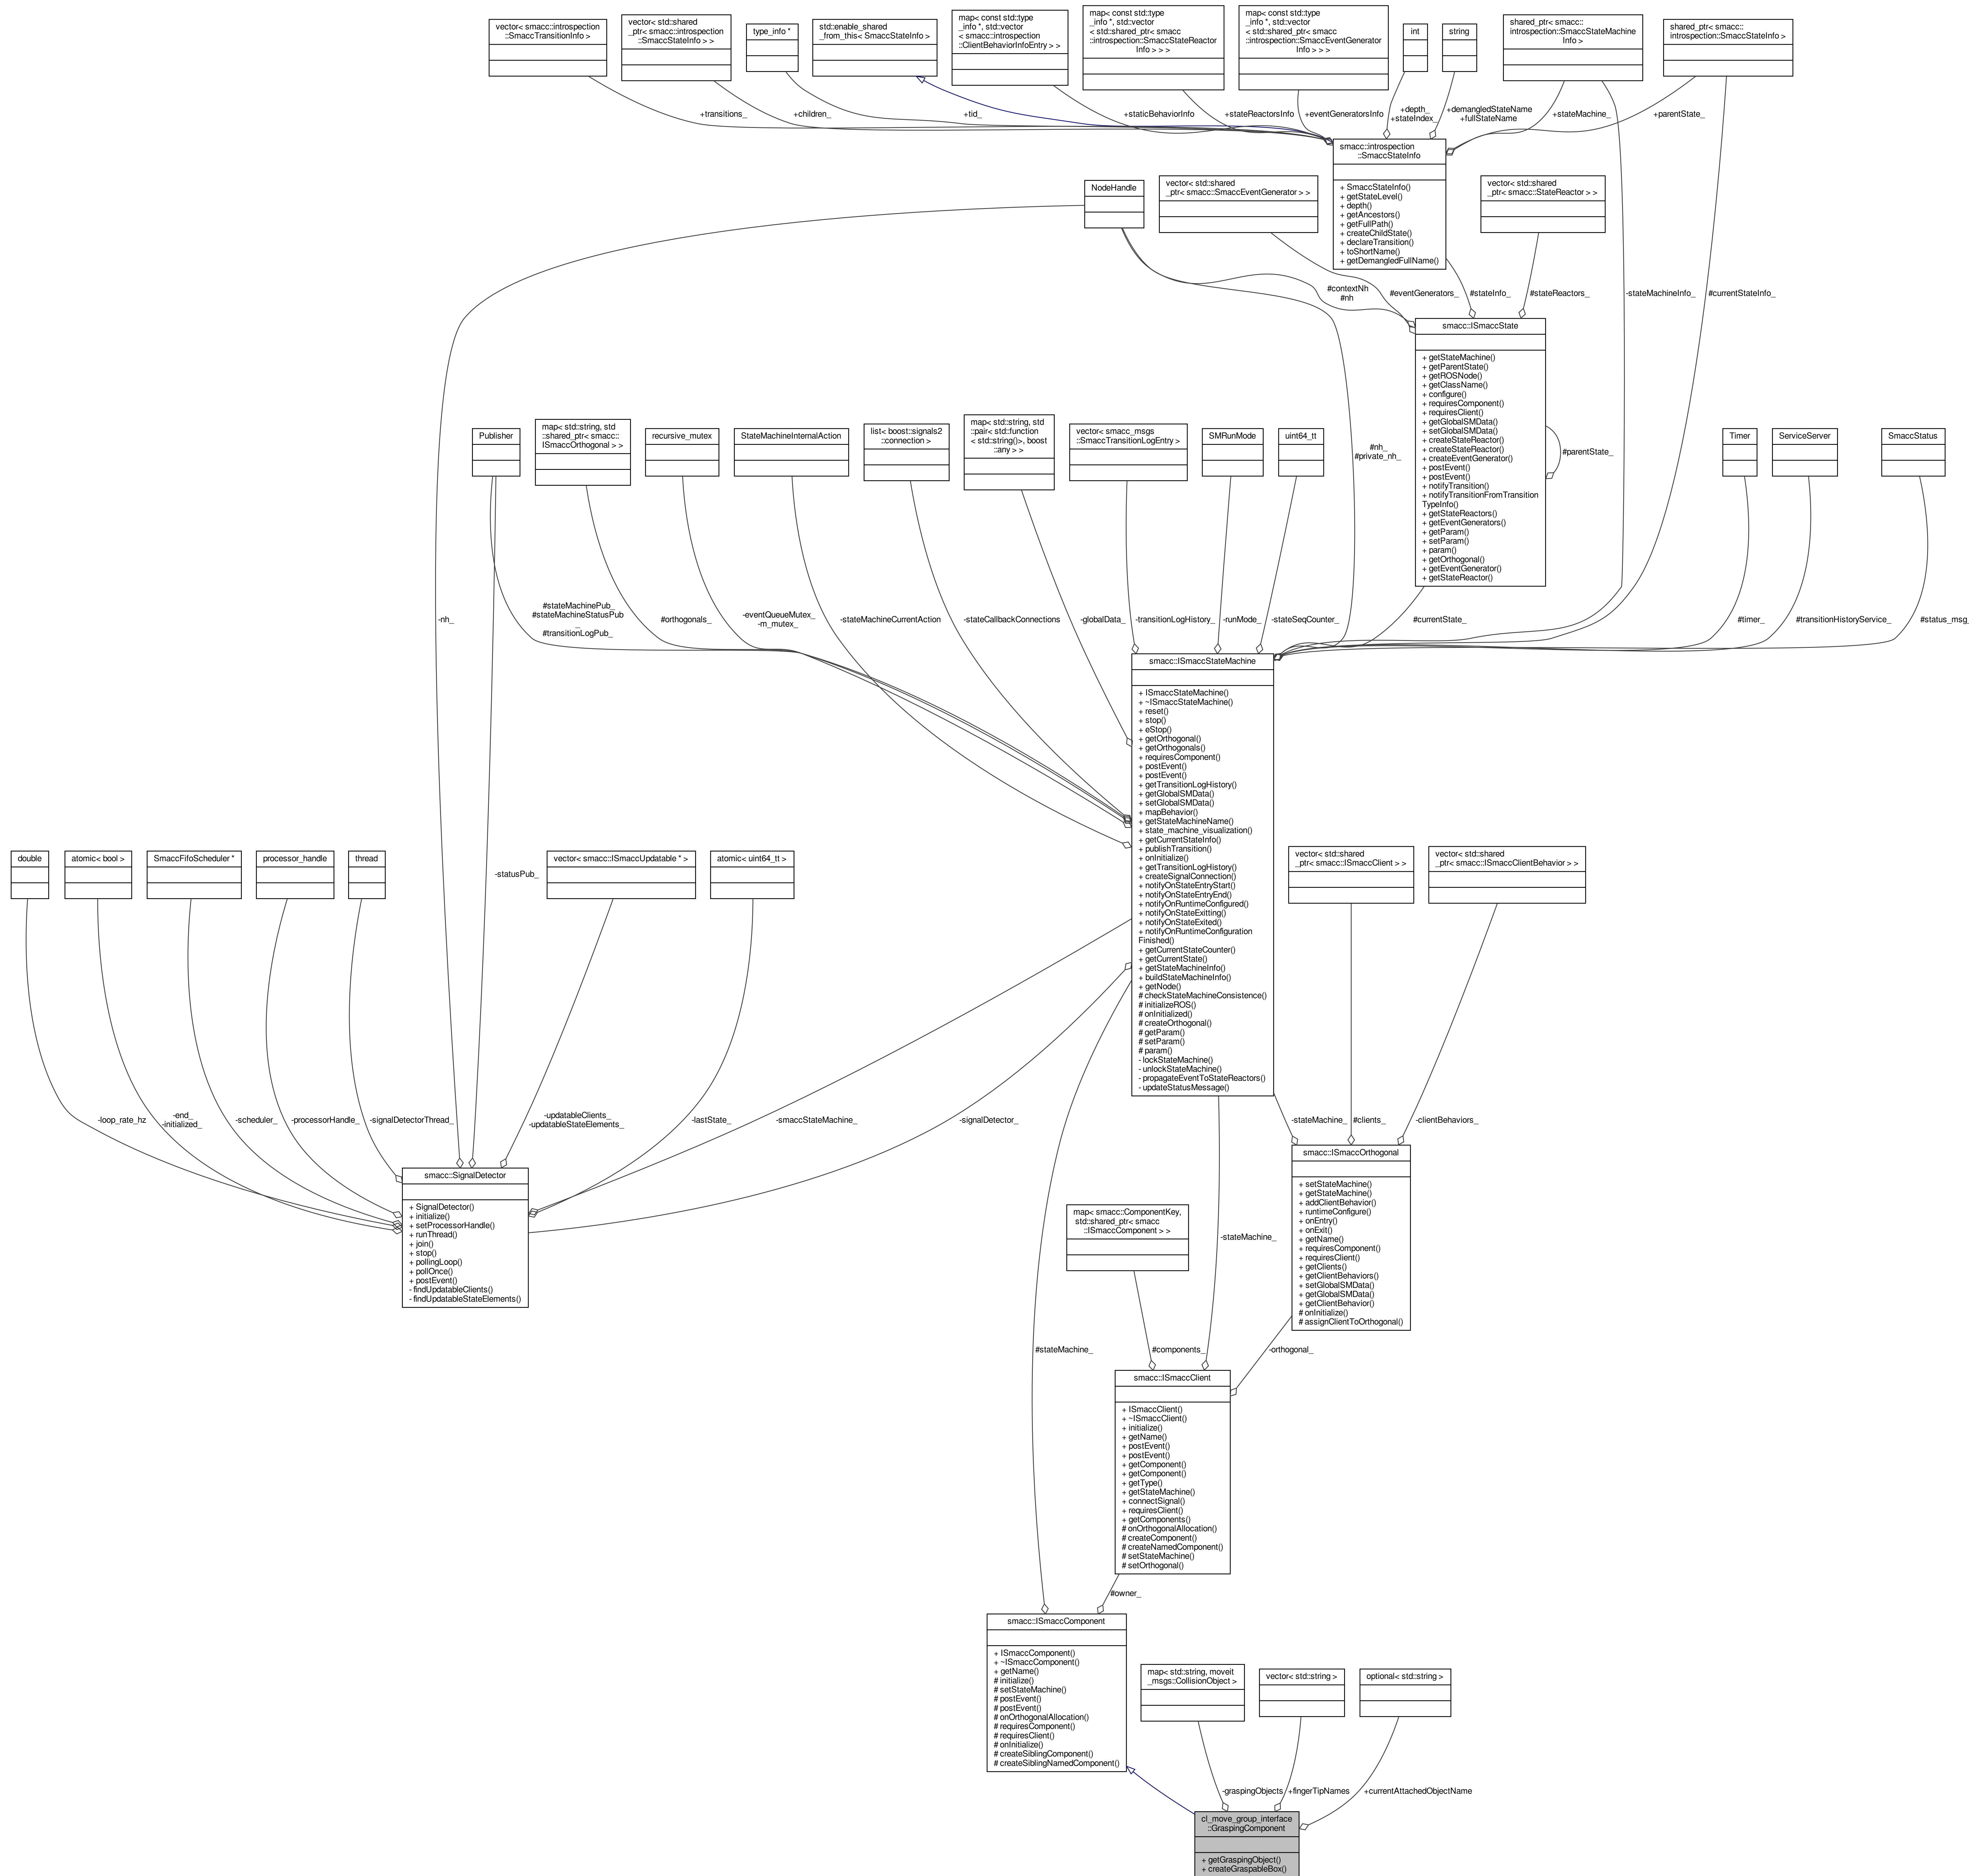 vector< smacc::introspection
::SmaccTransitionInfo >
vector< std::shared
_ptr< smacc::introspection
::SmaccStateInfo > >
type_info *
std::enable_shared
_from_this< SmaccStateInfo >
map< const std::type
_info *, std::vector
< smacc::introspection
::ClientBehaviorInfoEntry > >
map< const std::type
_info *, std::vector
< std::shared_ptr< smacc
::introspection::SmaccStateReactor
Info > > >
map< const std::type
_info *, std::vector
< std::shared_ptr< smacc
::introspection::SmaccEventGenerator
Info > > >
int
string
shared_ptr< smacc::
introspection::SmaccStateMachine
Info >
shared_ptr< smacc::
introspection::SmaccStateInfo >
+transitions_
+children_
+tid_
+staticBehaviorInfo
+stateReactorsInfo
+eventGeneratorsInfo
+depth_
+stateIndex_
+demangledStateName
+fullStateName
+stateMachine_
+parentState_
smacc::introspection
::SmaccStateInfo
+ SmaccStateInfo()
+ getStateLevel()
+ depth()
+ getAncestors()
+ getFullPath()
+ createChildState()
+ declareTransition()
+ toShortName()
+ getDemangledFullName()
NodeHandle
vector< std::shared
_ptr< smacc::SmaccEventGenerator > >
vector< std::shared
_ptr< smacc::StateReactor > >
#contextNh
#nh
#eventGenerators_
#stateInfo_
#stateReactors_
-stateMachineInfo_
#currentStateInfo_
smacc::ISmaccState
+ getStateMachine()
+ getParentState()
+ getROSNode()
+ getClassName()
+ configure()
+ requiresComponent()
+ requiresClient()
+ getGlobalSMData()
+ setGlobalSMData()
+ createStateReactor()
+ createStateReactor()
+ createEventGenerator()
+ postEvent()
+ postEvent()
+ notifyTransition()
+ notifyTransitionFromTransition
TypeInfo()
+ getStateReactors()
+ getEventGenerators()
+ getParam()
+ setParam()
+ param()
+ getOrthogonal()
+ getEventGenerator()
+ getStateReactor()
#parentState_
Publisher
map< std::string, std
::shared_ptr< smacc::
ISmaccOrthogonal > >
recursive_mutex
StateMachineInternalAction
list< boost::signals2
::connection >
map< std::string, std
::pair< std::function
< std::string()>, boost
::any > >
vector< smacc_msgs
::SmaccTransitionLogEntry >
SMRunMode
uint64_tt
#nh_
#private_nh_
Timer
ServiceServer
SmaccStatus
-nh_
#stateMachinePub_
#stateMachineStatusPub
_
#transitionLogPub_
#orthogonals_
-eventQueueMutex_
-m_mutex_
-stateMachineCurrentAction
-stateCallbackConnections
-globalData_
-transitionLogHistory_
-runMode_
-stateSeqCounter_
#currentState_
#timer_
#transitionHistoryService_
#status_msg_
smacc::ISmaccStateMachine
+ ISmaccStateMachine()
+ ~ISmaccStateMachine()
+ reset()
+ stop()
+ eStop()
+ getOrthogonal()
+ getOrthogonals()
+ requiresComponent()
+ postEvent()
+ postEvent()
+ getTransitionLogHistory()
+ getGlobalSMData()
+ setGlobalSMData()
+ mapBehavior()
+ getStateMachineName()
+ state_machine_visualization()
+ getCurrentStateInfo()
+ publishTransition()
+ onInitialize()
+ getTransitionLogHistory()
+ createSignalConnection()
+ notifyOnStateEntryStart()
+ notifyOnStateEntryEnd()
+ notifyOnRuntimeConfigured()
+ notifyOnStateExitting()
+ notifyOnStateExited()
+ notifyOnRuntimeConfiguration
Finished()
+ getCurrentStateCounter()
+ getCurrentState()
+ getStateMachineInfo()
+ buildStateMachineInfo()
+ getNode()
# checkStateMachineConsistence()
# initializeROS()
# onInitialized()
# createOrthogonal()
# getParam()
# setParam()
# param()
- lockStateMachine()
- unlockStateMachine()
- propagateEventToStateReactors()
- updateStatusMessage()
double
atomic< bool >
SmaccFifoScheduler *
processor_handle
thread
-statusPub_
vector< smacc::ISmaccUpdatable * >
atomic< uint64_tt >
vector< std::shared
_ptr< smacc::ISmaccClient > >
vector< std::shared
_ptr< smacc::ISmaccClientBehavior > >
-loop_rate_hz
-end_
-initialized_
-scheduler_
-processorHandle_
-signalDetectorThread_
-updatableClients_
-updatableStateElements_
-lastState_
-smaccStateMachine_
-signalDetector_
-stateMachine_
#clients_
-clientBehaviors_
smacc::SignalDetector
+ SignalDetector()
+ initialize()
+ setProcessorHandle()
+ runThread()
+ join()
+ stop()
+ pollingLoop()
+ pollOnce()
+ postEvent()
- findUpdatableClients()
- findUpdatableStateElements()
smacc::ISmaccOrthogonal
+ setStateMachine()
+ getStateMachine()
+ addClientBehavior()
+ runtimeConfigure()
+ onEntry()
+ onExit()
+ getName()
+ requiresComponent()
+ requiresClient()
+ getClients()
+ getClientBehaviors()
+ setGlobalSMData()
+ getGlobalSMData()
+ getClientBehavior()
# onInitialize()
# assignClientToOrthogonal()
map< smacc::ComponentKey,
std::shared_ptr< smacc
::ISmaccComponent > >
-stateMachine_
#stateMachine_
#components_
-orthogonal_
smacc::ISmaccClient
+ ISmaccClient()
+ ~ISmaccClient()
+ initialize()
+ getName()
+ postEvent()
+ postEvent()
+ getComponent()
+ getComponent()
+ getType()
+ getStateMachine()
+ connectSignal()
+ requiresClient()
+ getComponents()
# onOrthogonalAllocation()
# createComponent()
# createNamedComponent()
# setStateMachine()
# setOrthogonal()
#owner_
smacc::ISmaccComponent
+ ISmaccComponent()
+ ~ISmaccComponent()
+ getName()
# initialize()
# setStateMachine()
# postEvent()
# postEvent()
# onOrthogonalAllocation()
# requiresComponent()
# requiresClient()
# onInitialize()
# createSiblingComponent()
# createSiblingNamedComponent()
map< std::string, moveit
_msgs::CollisionObject >
vector< std::string >
optional< std::string >
-graspingObjects
+fingerTipNames
+currentAttachedObjectName
cl_move_group_interface
::GraspingComponent
+ getGraspingObject()
+ createGraspableBox()